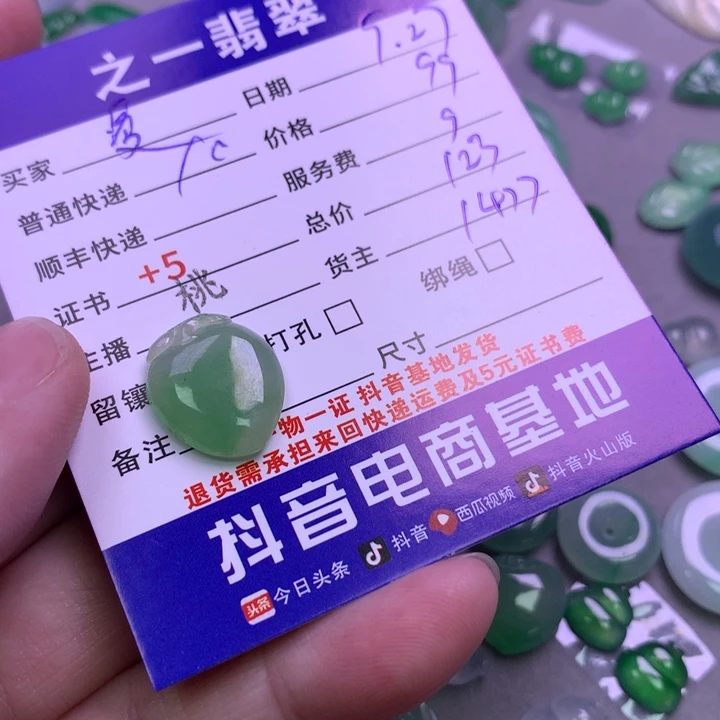 之一翡翠
买家 日期 9.27
普通快递 价格 99
顺丰快递 服务费 9
证书 +5 总价 123
主播 桃 货主 1477
留镶 打孔 □ 绑绳 □
备注 尺寸
物一证 抖音基地发货
退货需承担来回快递运费及5元证书费
抖音电商基地
头条 今日头条 抖音 西瓜视频 抖音火山版